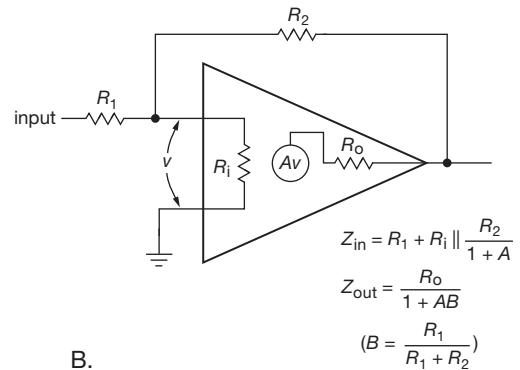 R2
R1
input
v
Ri
Av
Ro
Zin = R1 + Ri || R2 / 1 + A
Zout = Ro / 1 + AB
(B = R1 / R1 + R2)
B.